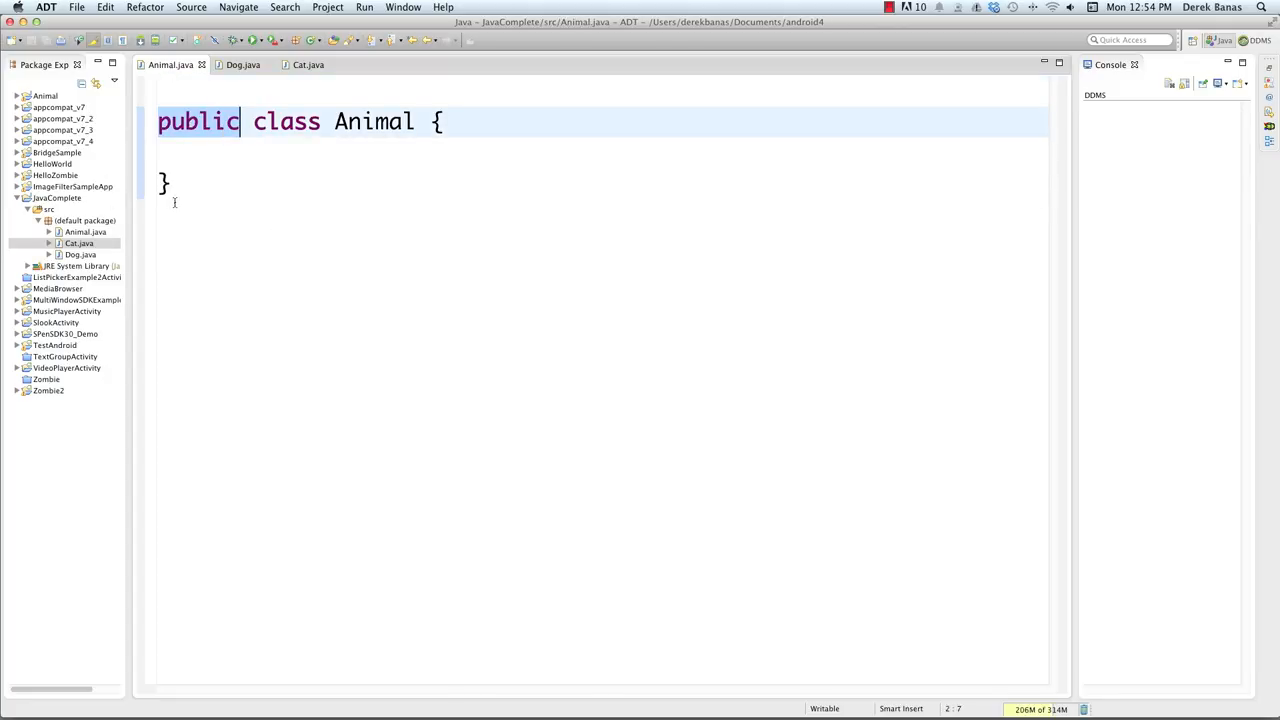 ADT File Edit Refactor Source Navigate Search Project Run Window Help 10 Mon 12:54 PM Derek Banas
Java – JavaComplete/src/Animal.java – ADT – /Users/derekbanas/Documents/android4
Quick Access Java DDMS
Package Exp
Animal
appcompat_v7
appcompat_v7_2
appcompat_v7_3
appcompat_v7_4
BridgeSample
HelloWorld
HelloZombie
ImageFilterSampleApp
JavaComplete
src
(default package)
Animal.java
Cat.java
Dog.java
JRE System Library [Ja
ListPickerExample2Activi
MediaBrowser
MultiWindowSDKExample
MusicPlayerActivity
SlookActivity
SPenSDK30_Demo
TestAndroid
TextGroupActivity
VideoPlayerActivity
Zombie
Zombie2
Animal.java Dog.java Cat.java
public class Animal {
}
Console
DDMS
Writable Smart Insert 2 : 7 206M of 314M